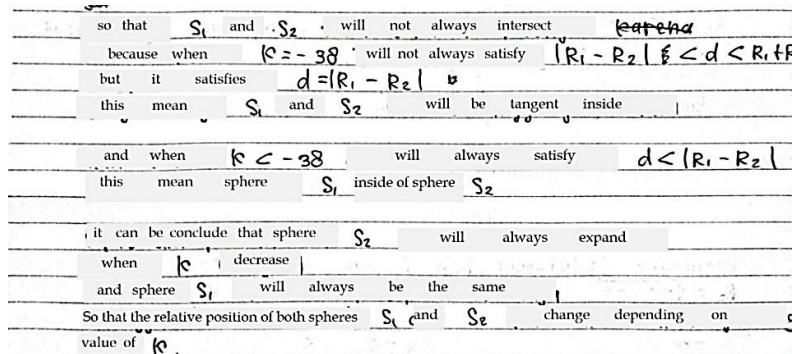 so that S₁ and S₂ will not always intersect karena
because when K = - 38 will not always satisfy |R₁ - R₂| < d < R₁ + R
but it satisfies d = |R₁ - R₂|
this mean S₁ and S₂ will be tangent inside
and when K < - 38 will always satisfy d < |R₁ - R₂|
this mean sphere S₁ inside of sphere S₂
it can be conclude that sphere S₂ will always expand
when K decrease
and sphere S₁ will always be the same
So that the relative position of both spheres S₁ and S₂ change depending on
value of K.